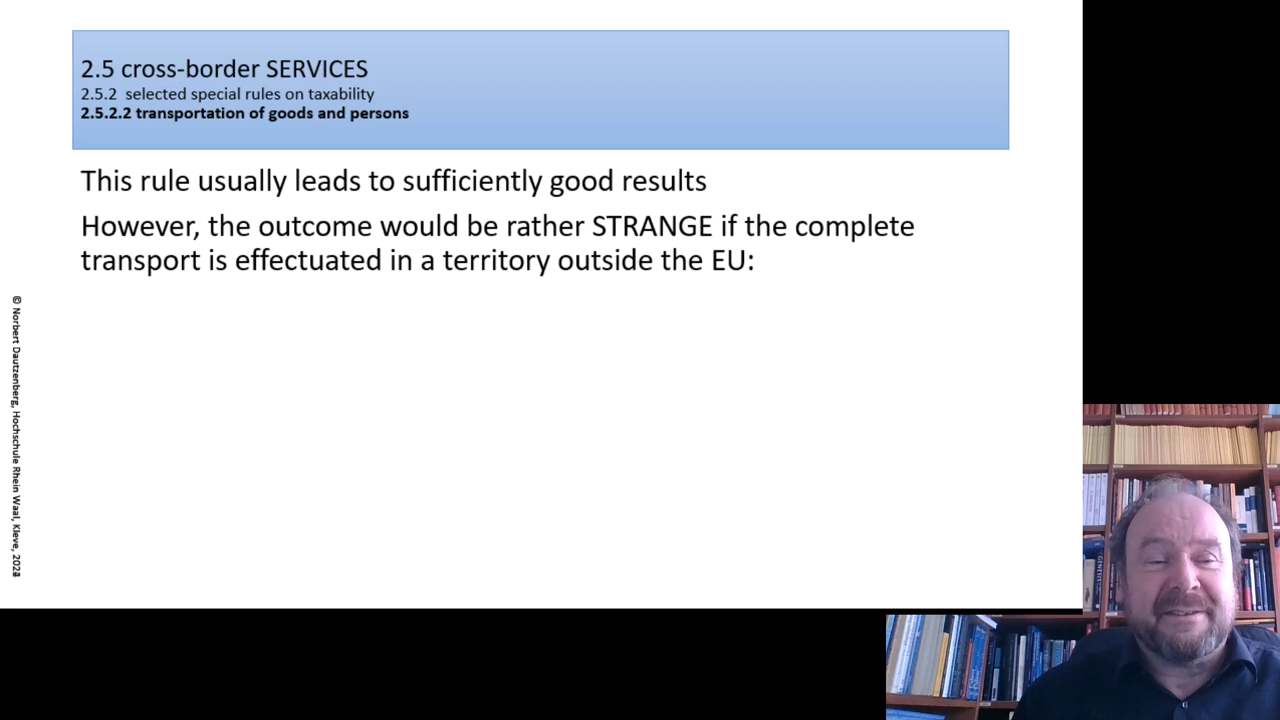 2.5 cross-border SERVICES
2.5.2 selected special rules on taxability
2.5.2.2 transportation of goods and persons
This rule usually leads to sufficiently good results
However, the outcome would be rather STRANGE if the complete
transport is effectuated in a territory outside the EU:
© Norbert Dautzenberg, Hochschule Rhein Waal, Kleve,
GENESIS